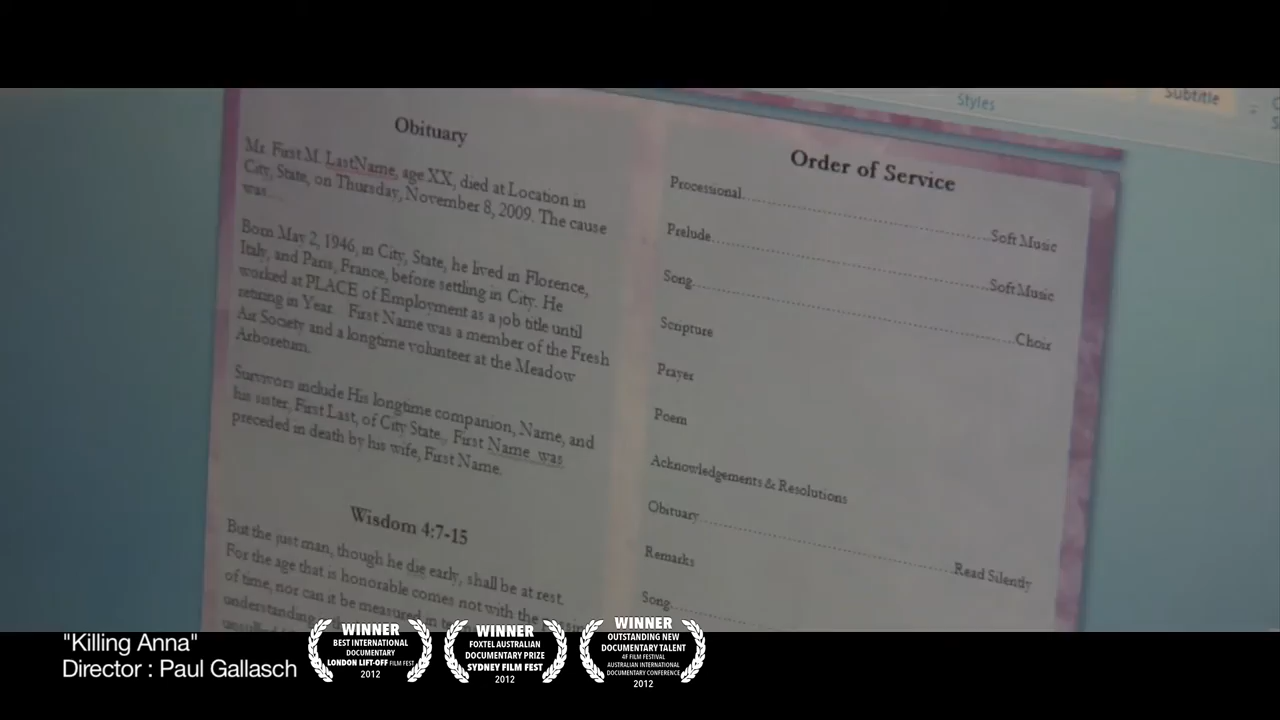 Styles
Subtitle
Obituary
Mr. First M. LastName, age XX, died at Location in
City, State, on Thursday, November 8, 2009. The cause
was...
Born May 2, 1946, in City, State, he lived in Florence,
Italy, and Paris, France, before settling in City. He
worked at PLACE of Employment as a job title until
retiring in Year. First Name was a member of the Fresh
Air Society and a longtime volunteer at the Meadow
Arboretum.
Survivors include His longtime companion, Name, and
his sister, First Last, of City State,. First Name was
preceded in death by his wife, First Name.
Wisdom 4:7-15
But the just man, though he die early, shall be at rest.
For the age that is honorable comes not with the
of time, nor can it be measured in
understanding
Order of Service
Processional Soft Music
Prelude Soft Music
Song Choir
Scripture
Prayer
Poem
Acknowledgements & Resolutions
Obituary Read Silently
Remarks
Song
"Killing Anna"
Director : Paul Gallasch
WINNER
BEST INTERNATIONAL
DOCUMENTARY
LONDON LIFT-OFF FILM FEST
2012
WINNER
FOXTEL AUSTRALIAN
DOCUMENTARY PRIZE
SYDNEY FILM FEST
2012
WINNER
OUTSTANDING NEW
DOCUMENTARY TALENT
4F FILM FESTIVAL
AUSTRALIAN INTERNATIONAL
DOCUMENTARY CONFERENCE
2012